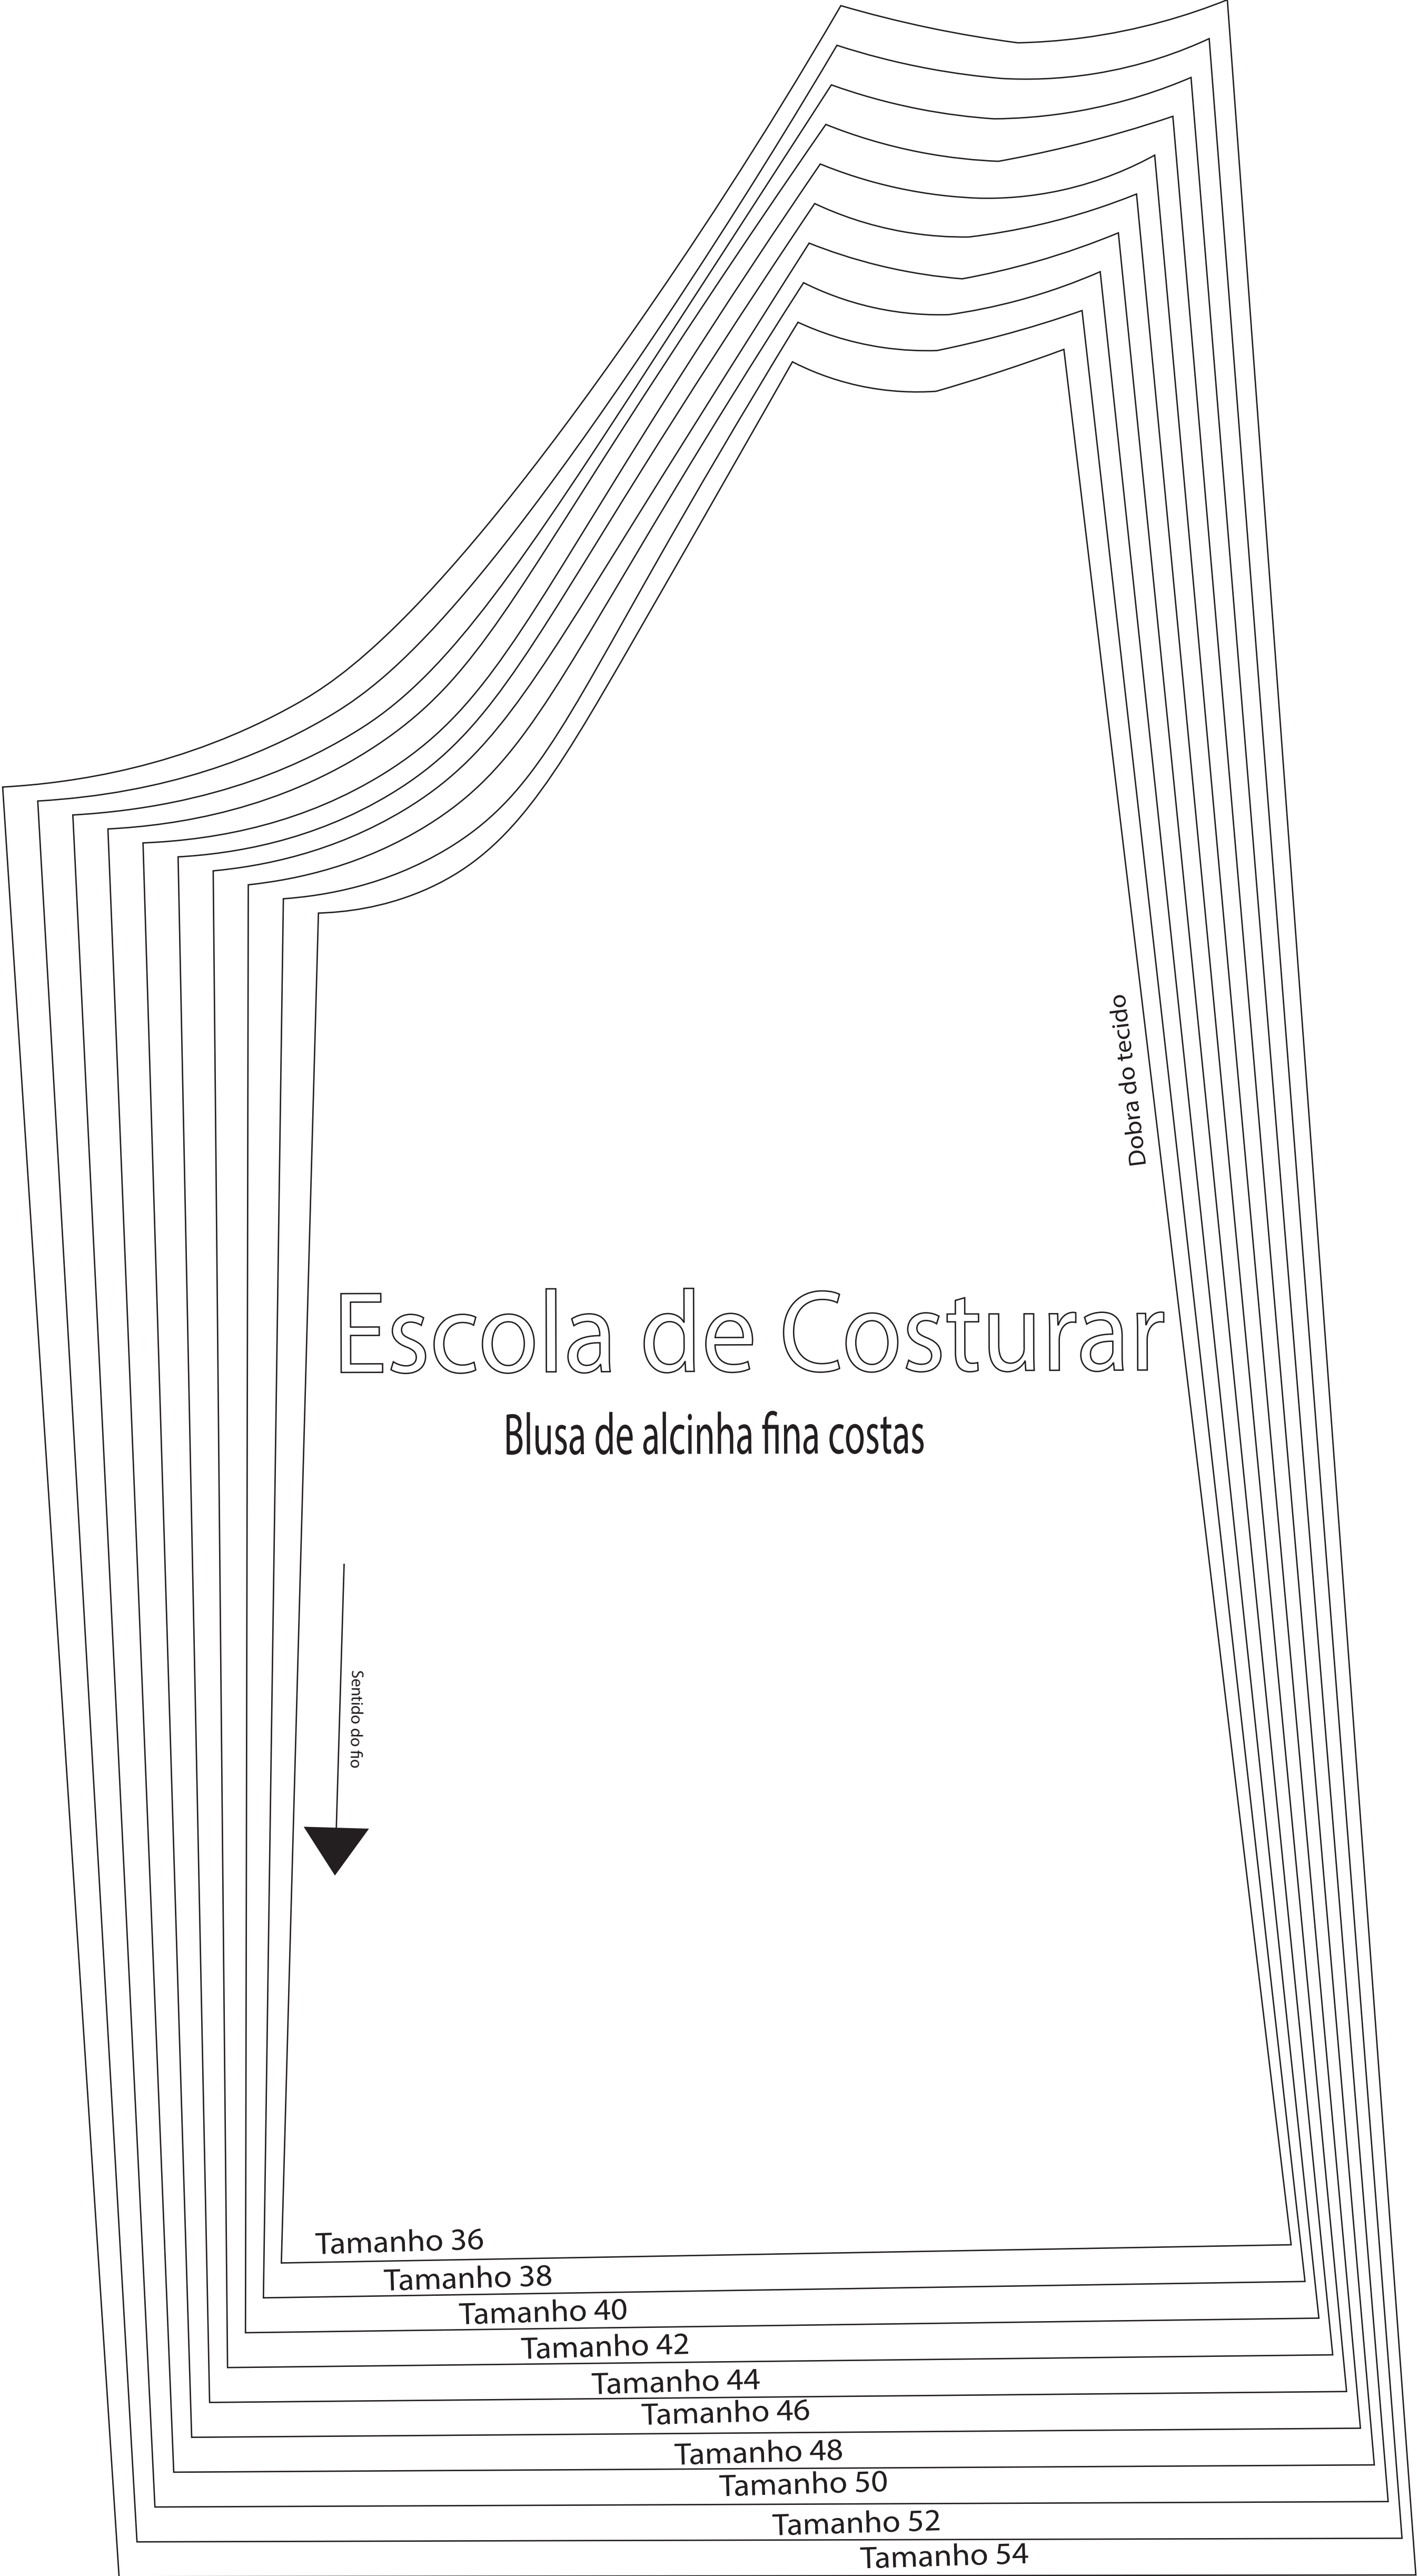 Dobra do tecido
Escola de Costurar
Blusa de alcinha fina costas
Sentido do fio
Tamanho 36
Tamanho 38
Tamanho 40
Tamanho 42
Tamanho 44
Tamanho 46
Tamanho 48
Tamanho 50
Tamanho 52
Tamanho 54